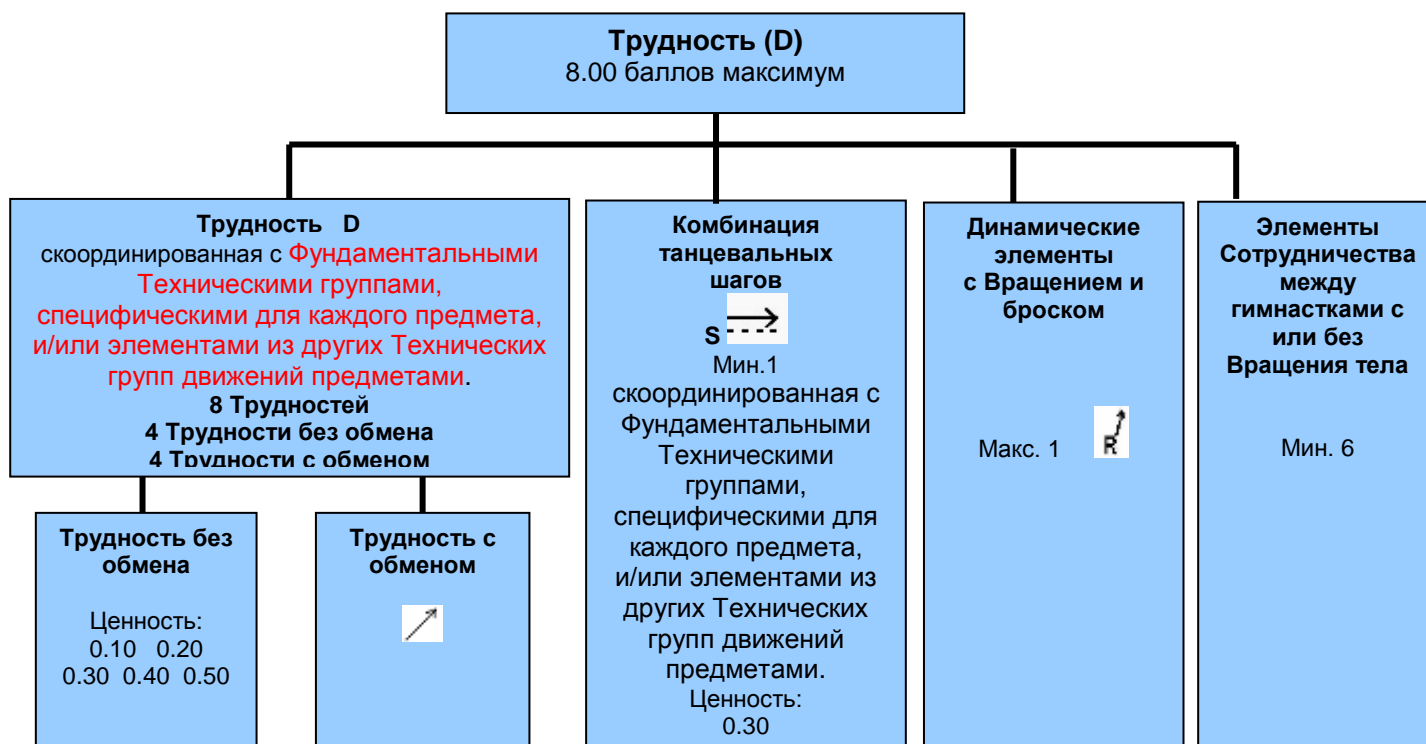 Трудность (D)
8.00 баллов максимум
Трудность D
скоординированная с Фундаментальными
Техническими группами,
специфическими для каждого предмета,
и/или элементами из других Технических
групп движений предметами.
8 Трудностей
4 Трудности без обмена
4 Трудности с обменом
Трудность без
обмена
Ценность:
0.10 0.20
0.30 0.40 0.50
Трудность с
обменом
Комбинация
танцевальных
шагов
S
Мин.1
скоординированная с
Фундаментальными
Техническими
группами,
специфическими для
каждого предмета,
и/или элементами из
других Технических
групп движений
предметами.
Ценность:
0.30
Динамические
элементы
с Вращением и
броском
Макс. 1 R
Элементы
Сотрудничества
между
гимнастками с
или без
Вращения тела
Мин. 6